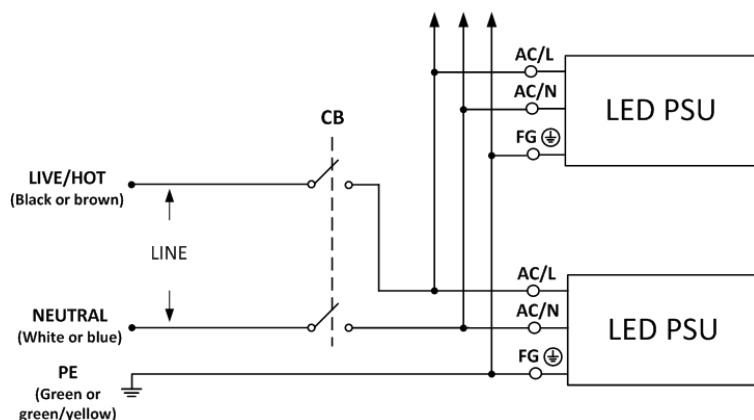 AC/L
AC/N
FG
LED PSU
CB
LIVE/HOT
(Black or brown)
LINE
NEUTRAL
(White or blue)
PE
(Green or
green/yellow)
AC/L
AC/N
FG
LED PSU